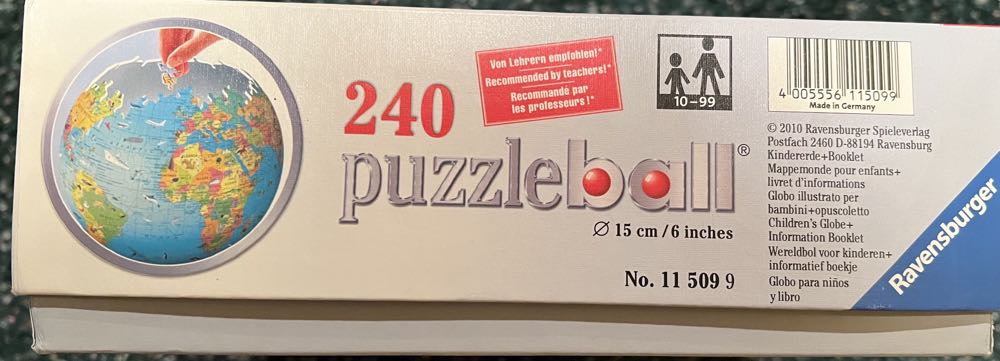 240
puzzleball®
Von Lehrern empfohlen!*
Recommended by teachers!*
Recommandé par
les professeurs!*
10-99
Ø 15 cm/6 inches
No. 11 509 9
4 005556 115099
Made in Germany
© 2010 Ravensburger Spieleverlag
Postfach 2460 D-88194 Ravensburg
Kindererde+Booklet
Mappemonde pour enfants+
livret d'informations
Globo illustrato per
bambini+opuscoletto
Children's Globe+
Information Booklet
Wereldbol voor kinderen+
informatief boekje
Globo para niños
y libro
Ravensburger